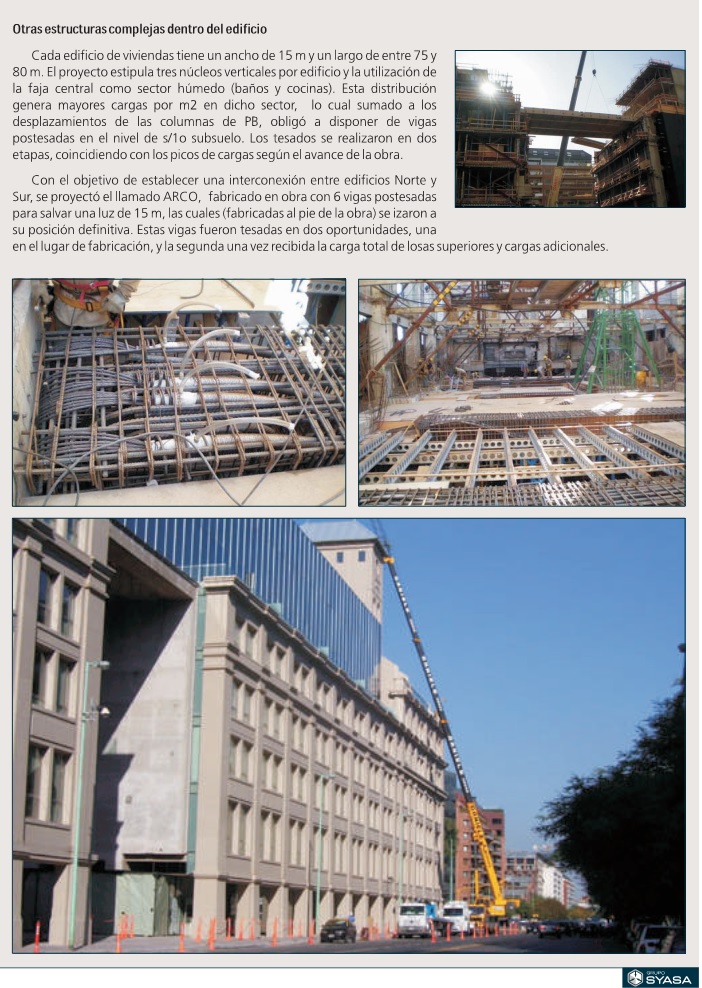 Otras estructuras complejas dentro del edificio
Cada edificio de viviendas tiene un ancho de 15 m y un largo de entre 75 y
80 m. El proyecto estipula tres núcleos verticales por edificio y la utilización de
la faja central como sector húmedo (baños y cocinas). Esta distribución
genera mayores cargas por m2 en dicho sector, lo cual sumado a los
desplazamientos de las columnas de PB, obligó a disponer de vigas
postesadas en el nivel de s/1o subsuelo. Los tesados se realizaron en dos
etapas, coincidiendo con los picos de cargas según el avance de la obra.
Con el objetivo de establecer una interconexión entre edificios Norte y
Sur, se proyectó el llamado ARCO, fabricado en obra con 6 vigas postesadas
para salvar una luz de 15 m, las cuales (fabricadas al pie de la obra) se izaron a
su posición definitiva. Estas vigas fueron tesadas en dos oportunidades, una
en el lugar de fabricación, y la segunda una vez recibida la carga total de losas superiores y cargas adicionales.
GRUPO
SYASA